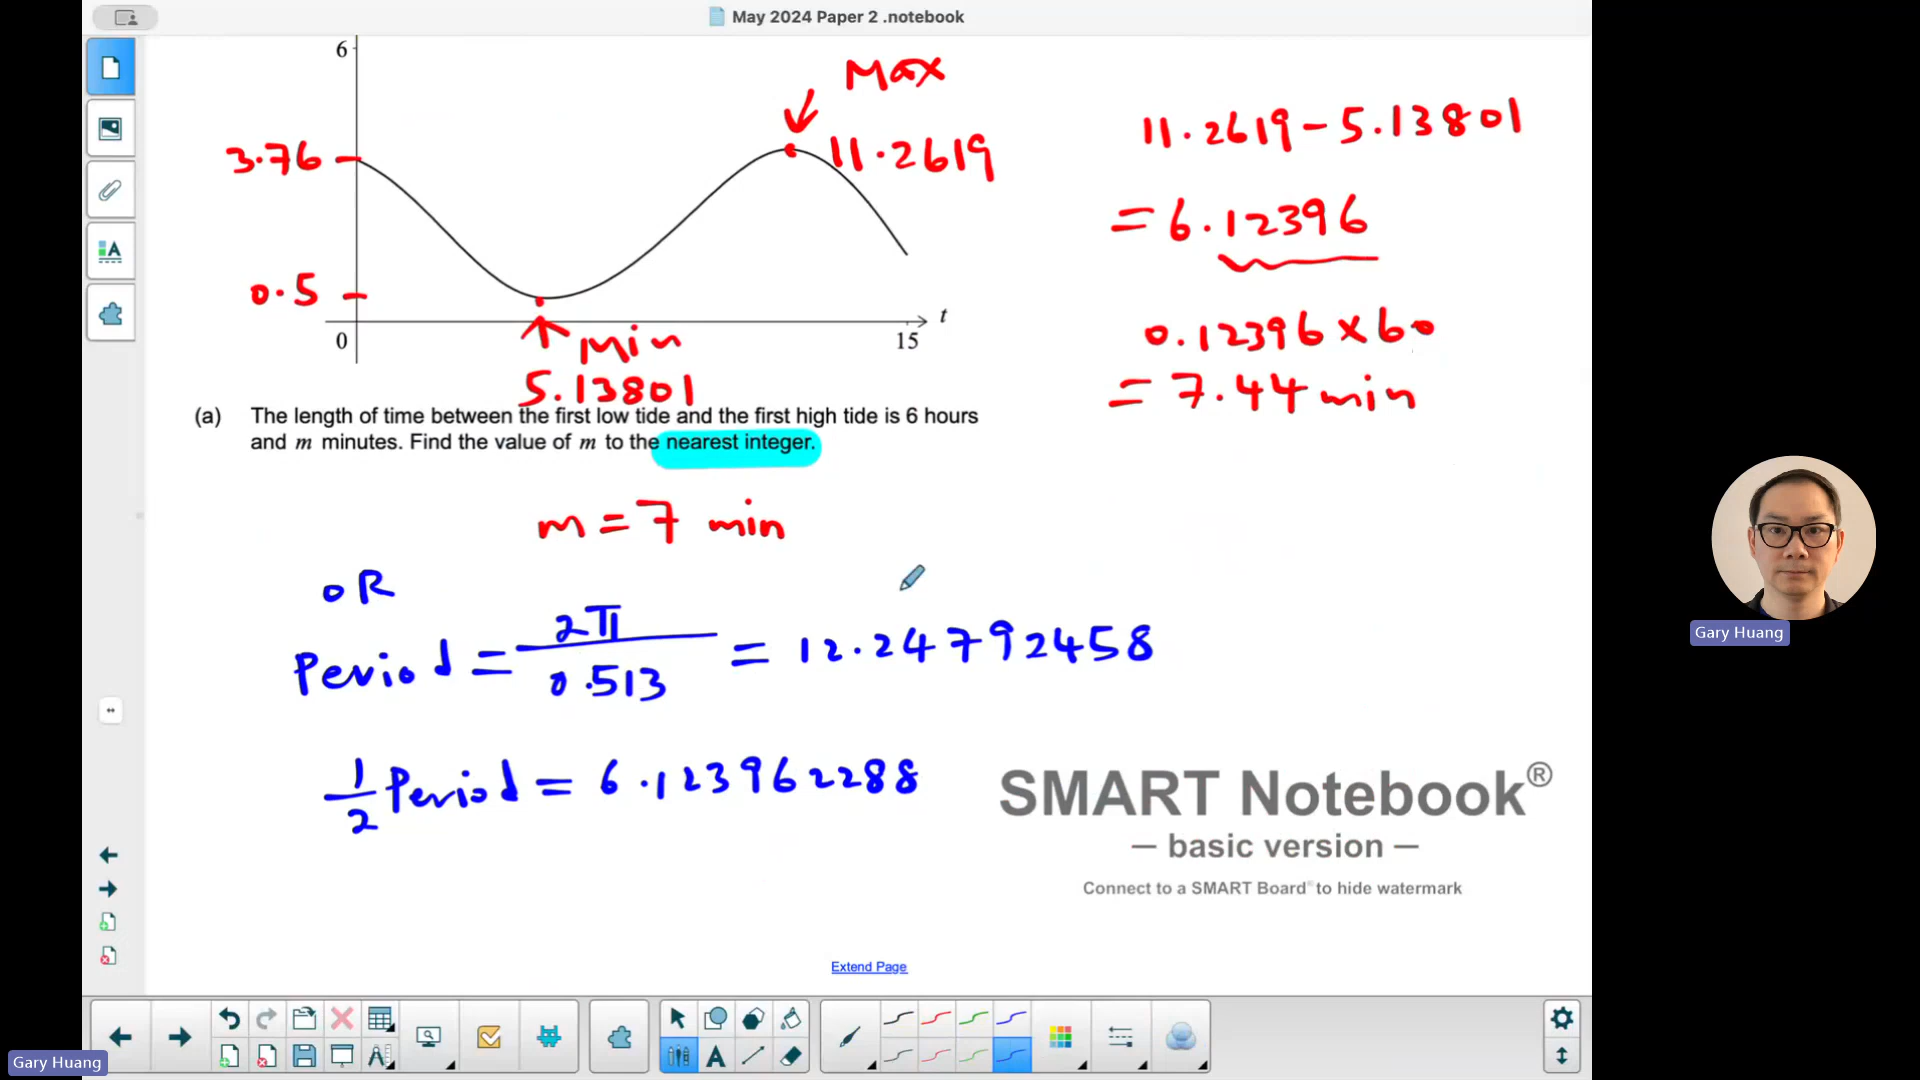 May 2024 Paper 2 .notebook
6
Max
3.76
11.2619
11.2619 - 5.13801
= 6.12396
0.5
0.12396 × 60
t
0
15
Min
5.13801
= 7.44 min
(a) The length of time between the first low tide and the first high tide is 6 hours
and m minutes. Find the value of m to the nearest integer.
m = 7 min
OR
Period = 2π / 0.513 = 12.24792458
1/2 Period = 6.123962288
SMART Notebook®
— basic version —
Connect to a SMART Board® to hide watermark
Extend Page
A
Gary Huang
Gary Huang